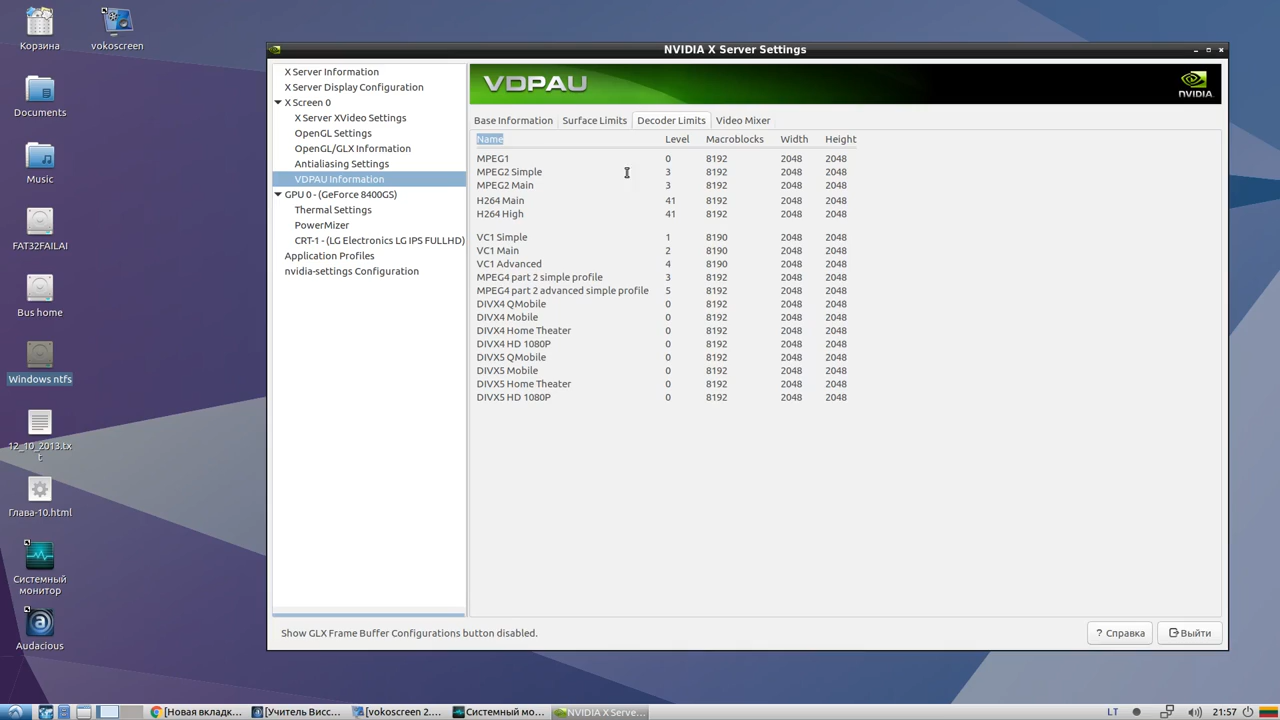 Корзина
vokoscreen
Documents
Music
FAT32FAILAI
Bus home
Windows ntfs
12_10_2013.tx
t
Глава-10.html
Системный
монитор
Audacious
NVIDIA X Server Settings
X Server Information
X Server Display Configuration
X Screen 0
X Server XVideo Settings
OpenGL Settings
OpenGL/GLX Information
Antialiasing Settings
VDPAU Information
GPU 0 - (GeForce 8400GS)
Thermal Settings
PowerMizer
CRT-1 - (LG Electronics LG IPS FULLHD)
Application Profiles
nvidia-settings Configuration
VDPAU
NVIDIA.
Base Information Surface Limits Decoder Limits Video Mixer
Name Level Macroblocks Width Height
MPEG1 0 8192 2048 2048
MPEG2 Simple 3 8192 2048 2048
MPEG2 Main 3 8192 2048 2048
H264 Main 41 8192 2048 2048
H264 High 41 8192 2048 2048
VC1 Simple 1 8190 2048 2048
VC1 Main 2 8190 2048 2048
VC1 Advanced 4 8190 2048 2048
MPEG4 part 2 simple profile 3 8192 2048 2048
MPEG4 part 2 advanced simple profile 5 8192 2048 2048
DIVX4 QMobile 0 8192 2048 2048
DIVX4 Mobile 0 8192 2048 2048
DIVX4 Home Theater 0 8192 2048 2048
DIVX4 HD 1080P 0 8192 2048 2048
DIVX5 QMobile 0 8192 2048 2048
DIVX5 Mobile 0 8192 2048 2048
DIVX5 Home Theater 0 8192 2048 2048
DIVX5 HD 1080P 0 8192 2048 2048
Show GLX Frame Buffer Configurations button disabled.
? Справка
Выйти
[Новая вкладк... [Учитель Висс... [vokoscreen 2.... Системный мо... NVIDIA X Serve... LT 21:57